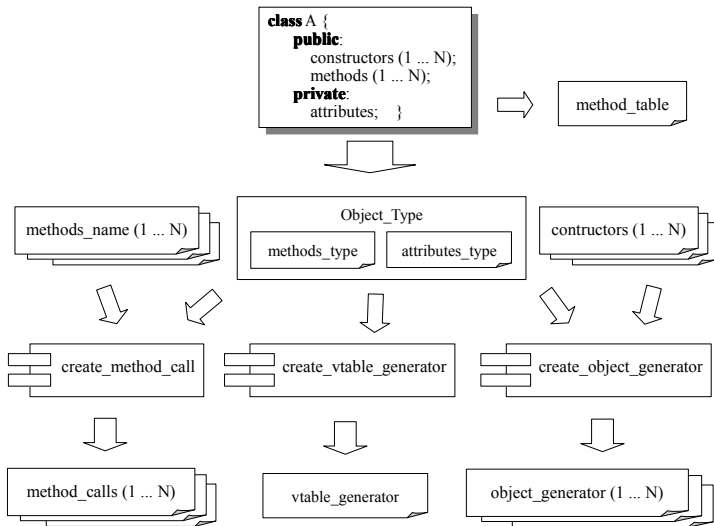 class A {
public:
constructors (1 ... N);
methods (1 ... N);
private:
attributes; }
method_table
methods_name (1 ... N)
Object_Type
methods_type
attributes_type
contructors (1 ... N)
create_method_call
create_vtable_generator
create_object_generator
method_calls (1 ... N)
vtable_generator
object_generator (1 ... N)